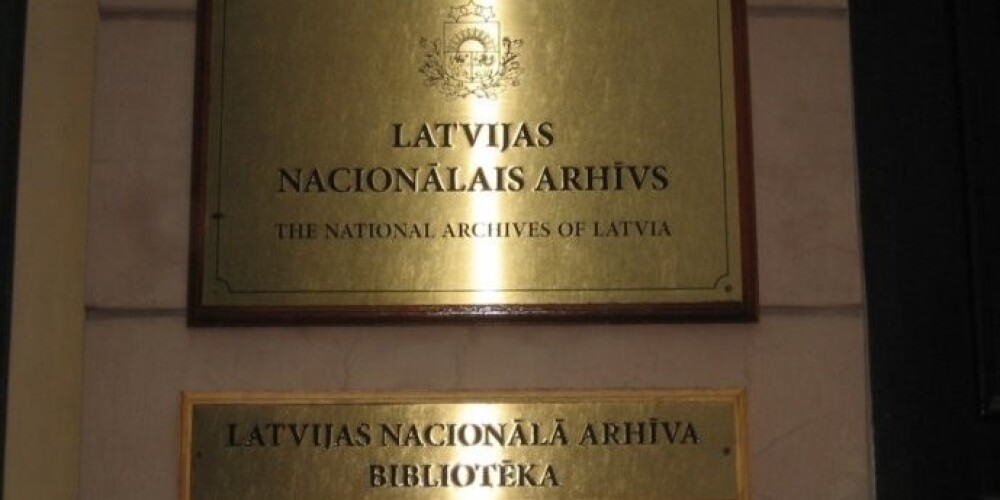 LATVIJAS
NACIONĀLAIS ARHĪVS
THE NATIONAL ARCHIVES OF LATVIA
LATVIJAS NACIONĀLĀ ARHĪVA
BIBLIOTĒKA